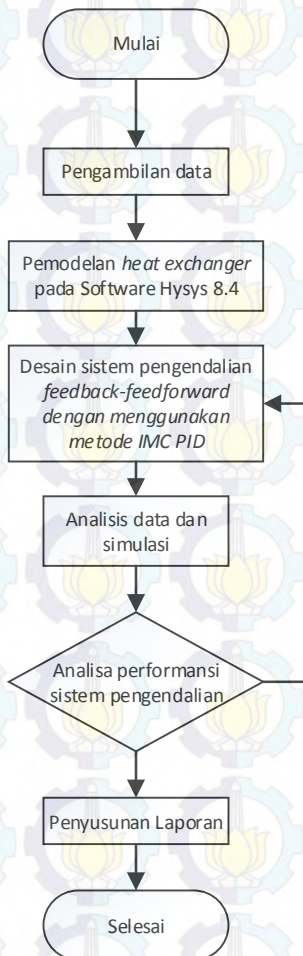 Mulai
Pengambilan data
Pemodelan heat exchanger
pada Software Hysys 8.4
Desain sistem pengendalian
feedback-feedforward
dengan menggunakan
metode IMC PID
Analisis data dan
simulasi
Analisa performansi
sistem pengendalian
Penyusunan Laporan
Selesai